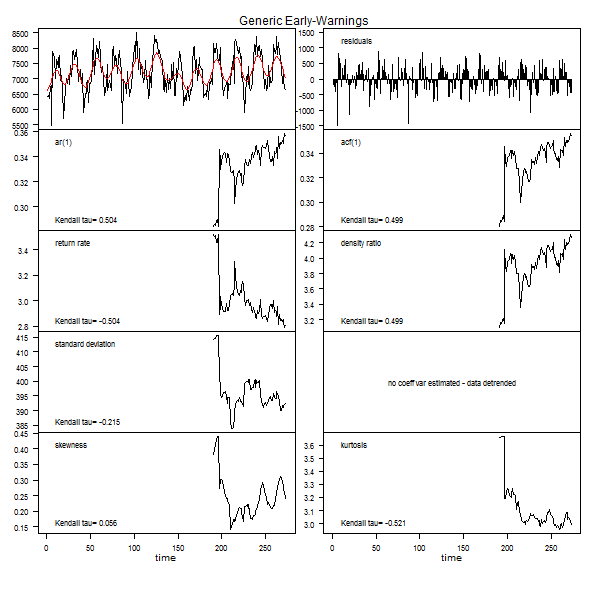 Generic Early-Warnings
8500
8000
7500
7000
6500
6000
5500
1500
1000
500
0
-500
-1000
-1500
residuals
0.36
0.34
0.32
0.30
ar(1)
Kendall tau= 0.504
0.34
0.32
0.30
0.28
acf(1)
Kendall tau= 0.499
3.4
3.2
3.0
2.8
return rate
Kendall tau= -0.504
4.2
4.0
3.8
3.6
3.4
3.2
density ratio
Kendall tau= 0.499
415
410
405
400
395
390
385
standard deviation
Kendall tau= -0.215
no coeff var estimated - data detrended
0.45
0.40
0.35
0.30
0.25
0.20
0.15
skewness
Kendall tau= 0.056
3.6
3.5
3.4
3.3
3.2
3.1
3.0
kurtosis
Kendall tau= -0.521
0 50 100 150 200 250
time
0 50 100 150 200 250
time